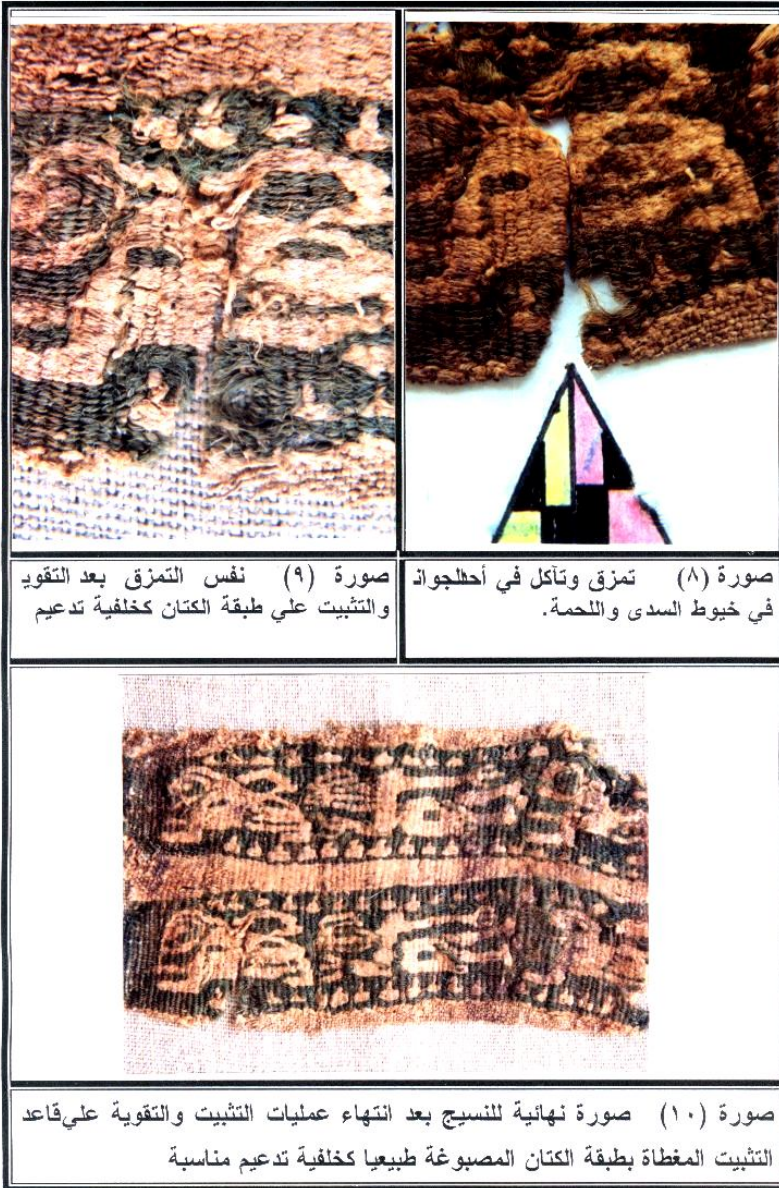 صورة (٨) تمزق وتآكل في أحدالجوانب
في خيوط السدى واللحمة.
صورة (٩) نفس التمزق بعد التقوية
والتثبيت علي طبقة الكتان كخلفية تدعيم
صورة (١٠) صورة نهائية للنسيج بعد انتهاء عمليات التثبيت والتقوية علي قاعد
التثبيت المغطاة بطبقة الكتان المصبوغة طبيعيا كخلفية تدعيم مناسبة